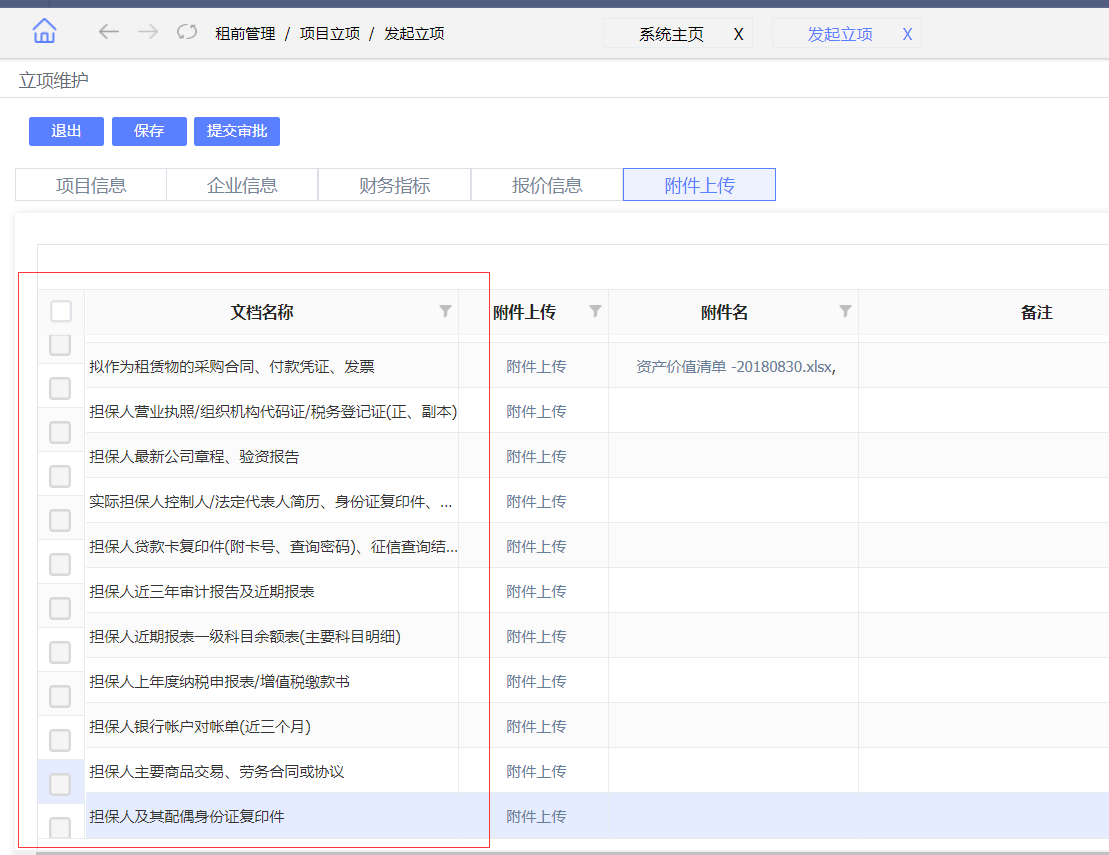 租前管理 / 项目立项 / 发起立项 系统主页 X 发起立项 X
立项维护
退出 保存 提交审批
项目信息 企业信息 财务指标 报价信息 附件上传
文档名称 附件上传 附件名 备注
拟作为租赁物的采购合同、付款凭证、发票 附件上传 资产价值清单 -20180830.xlsx,
担保人营业执照/组织机构代码证/税务登记证(正、副本) 附件上传
担保人最新公司章程、验资报告 附件上传
实际担保人控制人/法定代表人简历、身份证复印件、... 附件上传
担保人贷款卡复印件(附卡号、查询密码)、征信查询结... 附件上传
担保人近三年审计报告及近期报表 附件上传
担保人近期报表一级科目余额表(主要科目明细) 附件上传
担保人上年度纳税申报表/增值税缴款书 附件上传
担保人银行帐户对帐单(近三个月) 附件上传
担保人主要商品交易、劳务合同或协议 附件上传
担保人及其配偶身份证复印件 附件上传